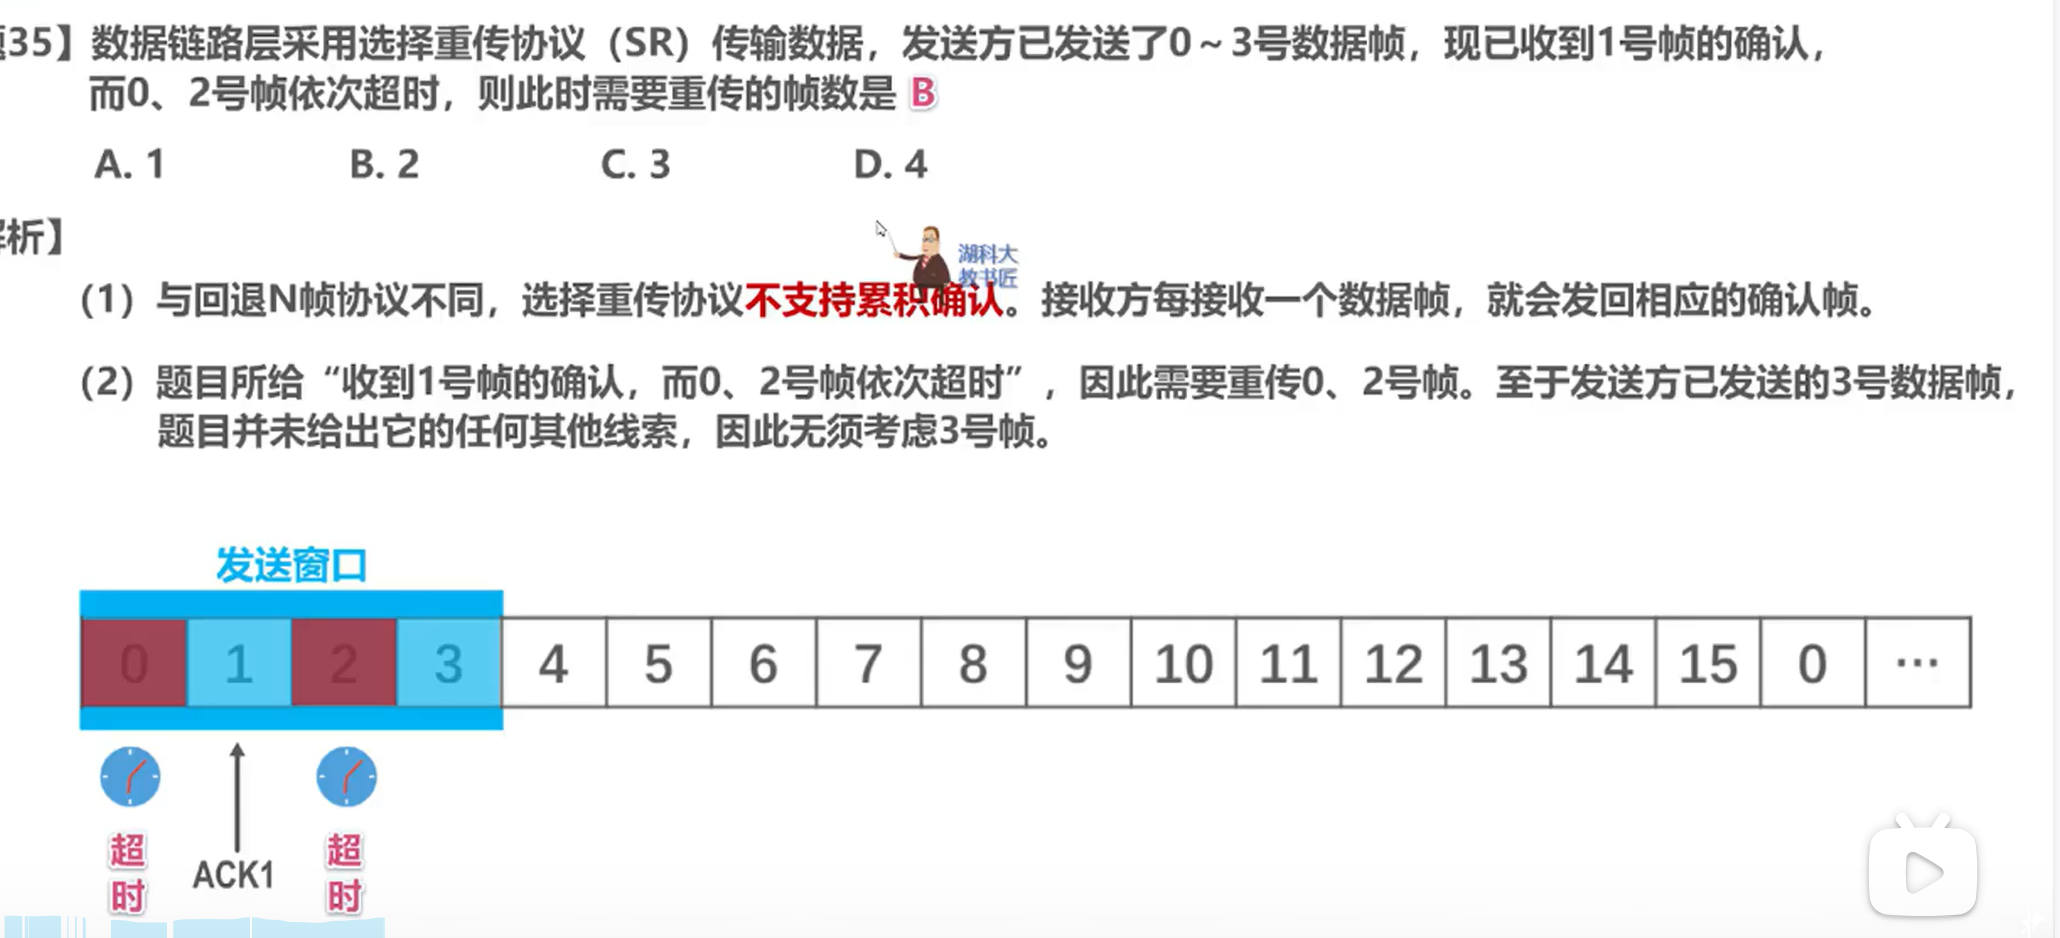 题35】数据链路层采用选择重传协议（SR）传输数据，发送方已发送了0～3号数据帧，现已收到1号帧的确认，
而0、2号帧依次超时，则此时需要重传的帧数是 B
A. 1 B. 2 C. 3 D. 4
解析】
湖科大
教书匠
（1）与回退N帧协议不同，选择重传协议不支持累积确认。接收方每接收一个数据帧，就会发回相应的确认帧。
（2）题目所给“收到1号帧的确认，而0、2号帧依次超时”，因此需要重传0、2号帧。至于发送方已发送的3号数据帧，
题目并未给出它的任何其他线索，因此无须考虑3号帧。
发送窗口
0 1 2 3 4 5 6 7 8 9 10 11 12 13 14 15 0 …
超时
ACK1
超时